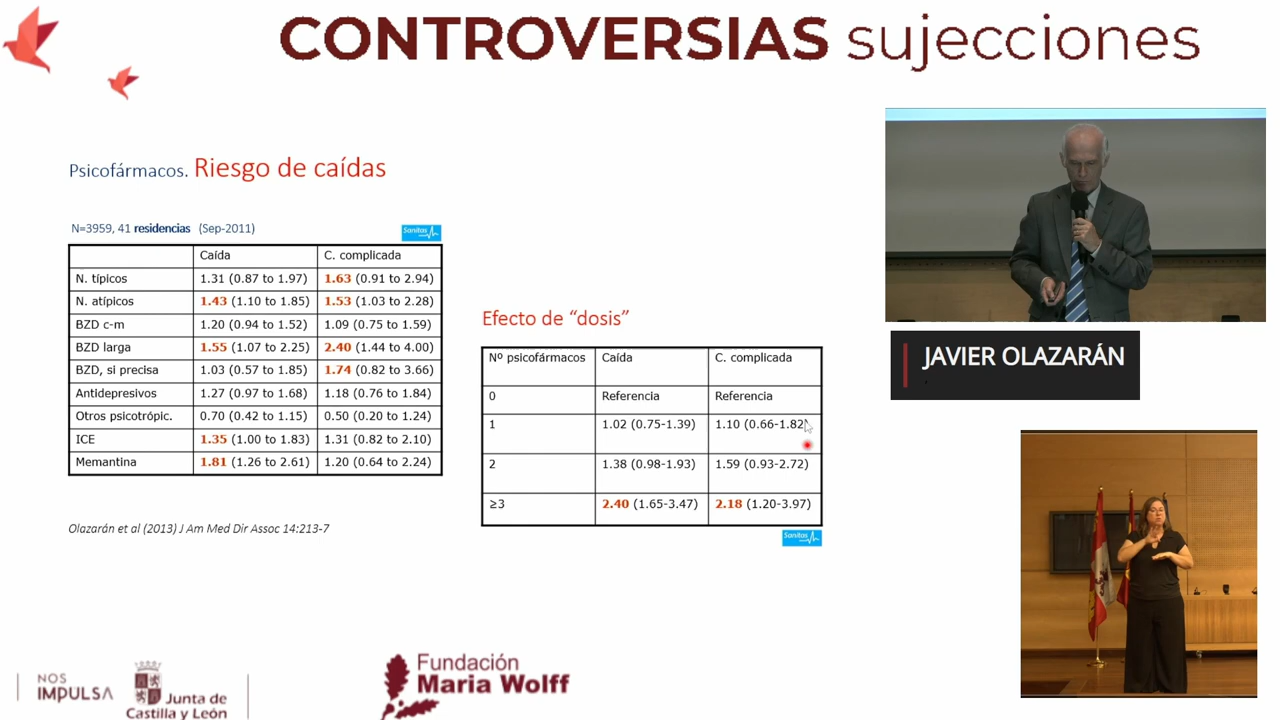 CONTROVERSIAS sujecciones
Psicofármacos. Riesgo de caídas
N=3959, 41 residencias (Sep-2011)
Sanitas
Caída C. complicada
N. típicos 1.31 (0.87 to 1.97) 1.63 (0.91 to 2.94)
N. atípicos 1.43 (1.10 to 1.85) 1.53 (1.03 to 2.28)
BZD c-m 1.20 (0.94 to 1.52) 1.09 (0.75 to 1.59)
BZD larga 1.55 (1.07 to 2.25) 2.40 (1.44 to 4.00)
BZD, si precisa 1.03 (0.57 to 1.85) 1.74 (0.82 to 3.66)
Antidepresivos 1.27 (0.97 to 1.68) 1.18 (0.76 to 1.84)
Otros psicotrópic. 0.70 (0.42 to 1.15) 0.50 (0.20 to 1.24)
ICE 1.35 (1.00 to 1.83) 1.31 (0.82 to 2.10)
Memantina 1.81 (1.26 to 2.61) 1.20 (0.64 to 2.24)
Olazarán et al (2013) J Am Med Dir Assoc 14:213-7
Efecto de “dosis”
Nº psicofármacos Caída C. complicada
0 Referencia Referencia
1 1.02 (0.75-1.39) 1.10 (0.66-1.82)
2 1.38 (0.98-1.93) 1.59 (0.93-2.72)
≥3 2.40 (1.65-3.47) 2.18 (1.20-3.97)
Sanitas
JAVIER OLAZARÁN
.
NOS
IMPULSA
Junta de
Castilla y León
Fundación
Maria Wolff